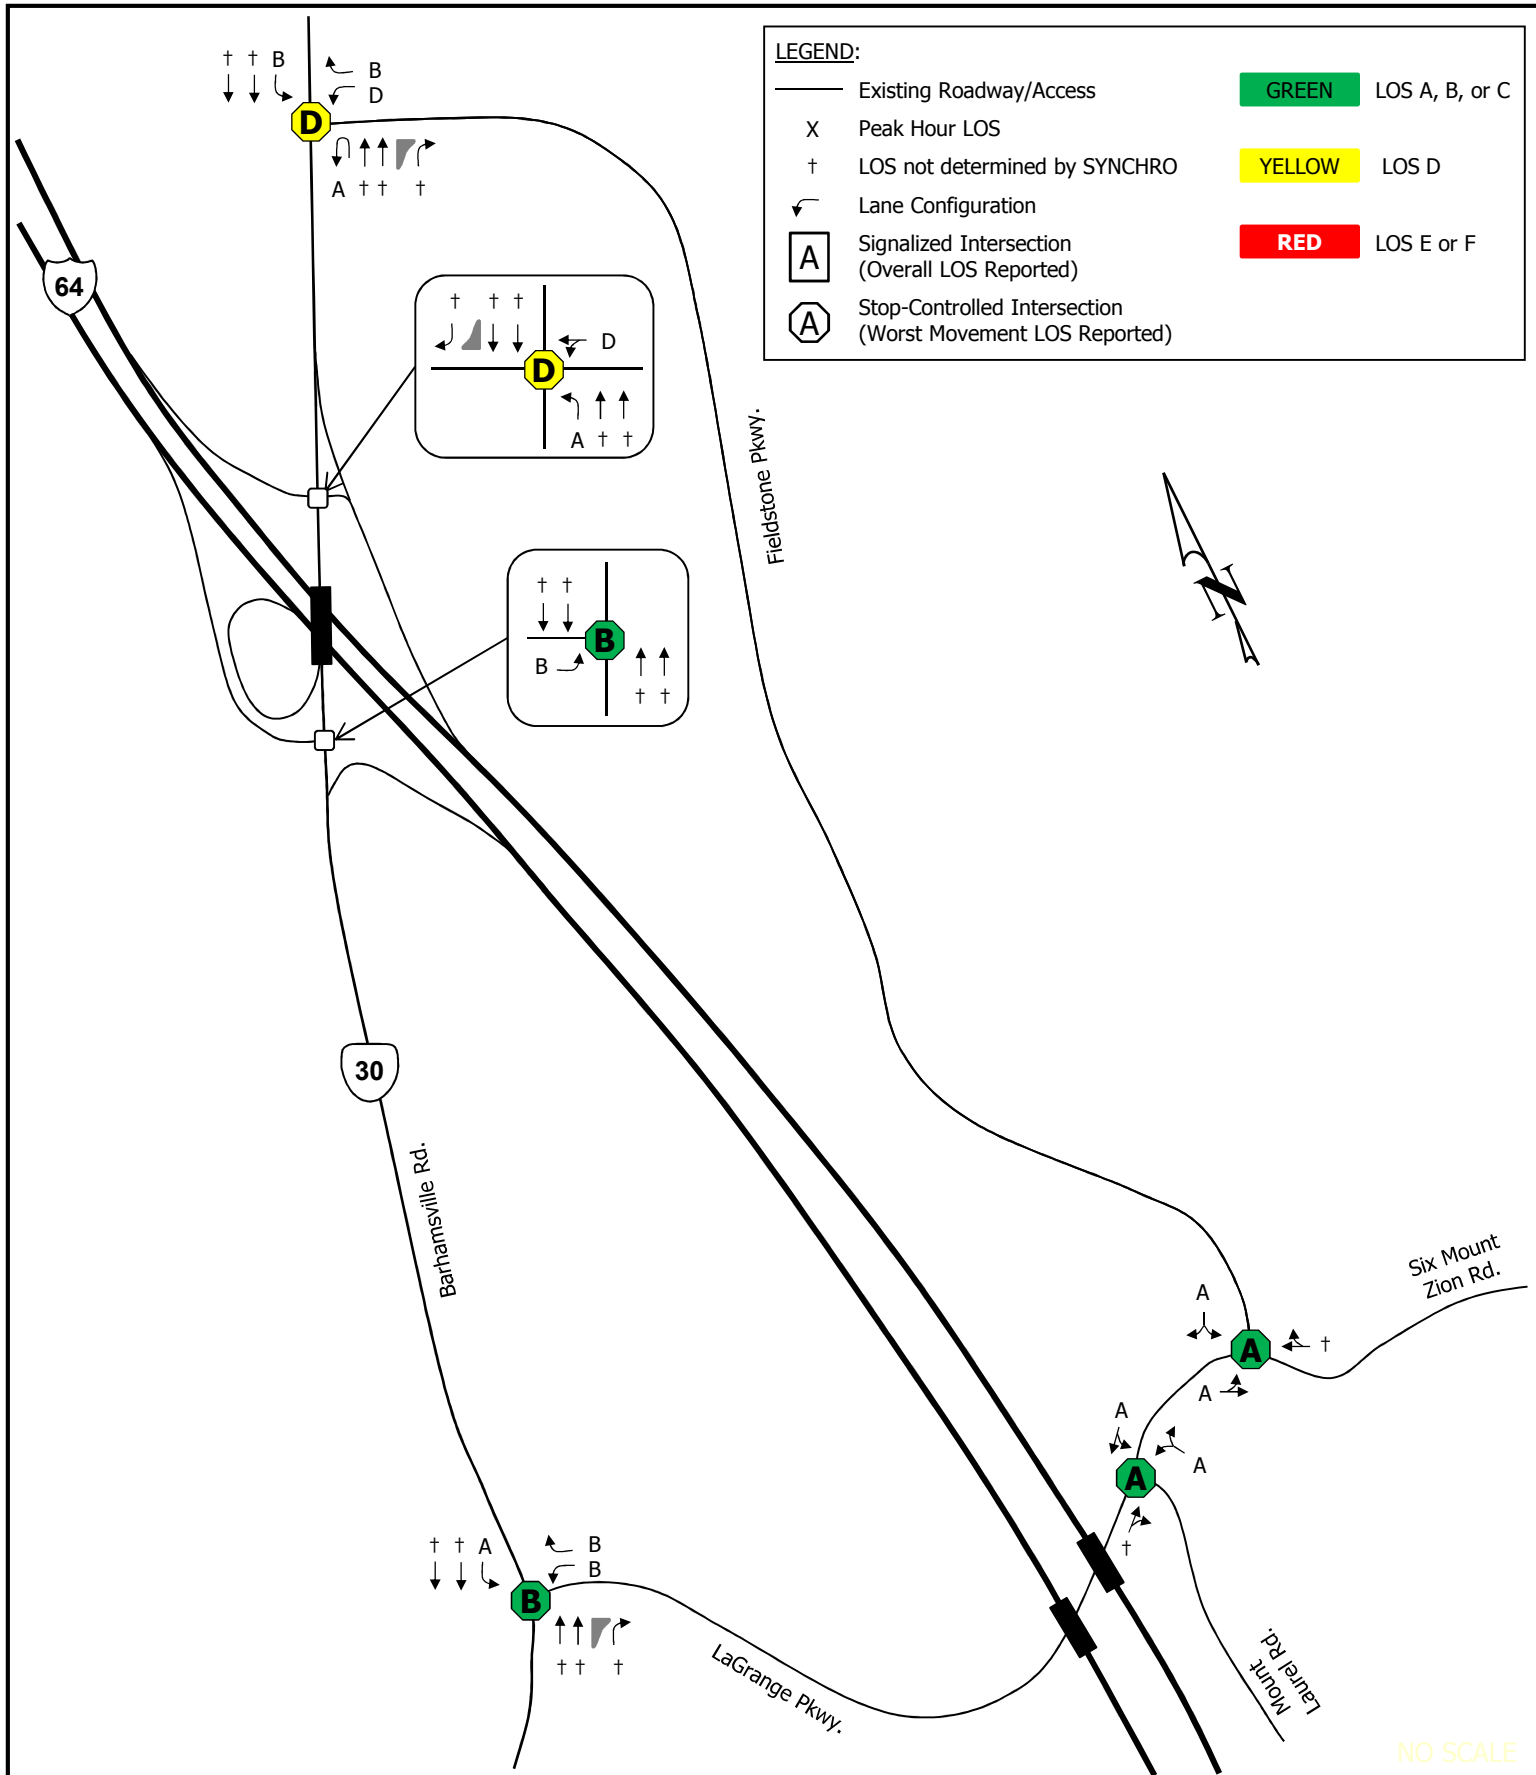 LEGEND:
Existing Roadway/Access
X Peak Hour LOS
† LOS not determined by SYNCHRO
Lane Configuration
A Signalized Intersection
(Overall LOS Reported)
A Stop-Controlled Intersection
(Worst Movement LOS Reported)
GREEN LOS A, B, or C
YELLOW LOS D
RED LOS E or F
† † B
B
D
D
A † † †
64
† † †
D
D
A † †
† †
B
B
† †
Fieldstone Pkwy.
N
30
Barhamsville Rd.
Six Mount
Zion Rd.
A
A
†
A
A
A
A
†
† † A
B
B
B
† † †
LaGrange Pkwy.
Mount
Laurel Rd.
NO SCALE